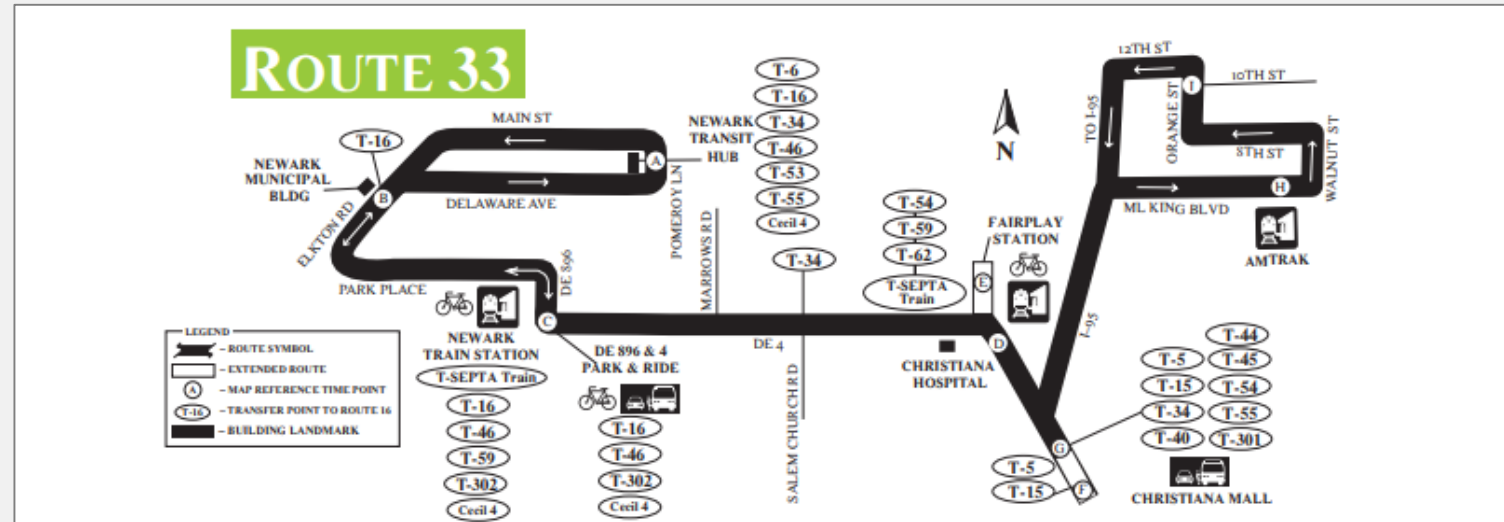 ROUTE 33
T-6
T-16
T-34
T-46
T-53
T-55
Cecil 4
12TH ST
10TH ST
I
TO I-95
ORANGE ST
8TH ST
WALNUT ST
H
ML KING BLVD
AMTRAK
N
MAIN ST
T-16
NEWARK
TRANSIT
HUB
A
NEWARK
MUNICIPAL
BLDG
B
DELAWARE AVE
POMEROY LN
ELKTON RD
PARK PLACE
DE 896
MARROWS RD
T-34
T-54
T-59
T-62
T-SEPTA
Train
FAIRPLAY
STATION
E
I-95
C
DE 4
SALEM CHURCH RD
D
CHRISTIANA
HOSPITAL
LEGEND
– ROUTE SYMBOL
– EXTENDED ROUTE
A – MAP REFERENCE TIME POINT
T-16 – TRANSFER POINT TO ROUTE 16
– BUILDING LANDMARK
NEWARK
TRAIN STATION
T-SEPTA Train
T-16
T-46
T-59
T-302
Cecil 4
DE 896 & 4
PARK & RIDE
T-16
T-46
T-302
Cecil 4
T-44
T-5
T-45
T-15
T-54
T-34
T-55
T-40
T-301
G
T-5
T-15
F
CHRISTIANA MALL